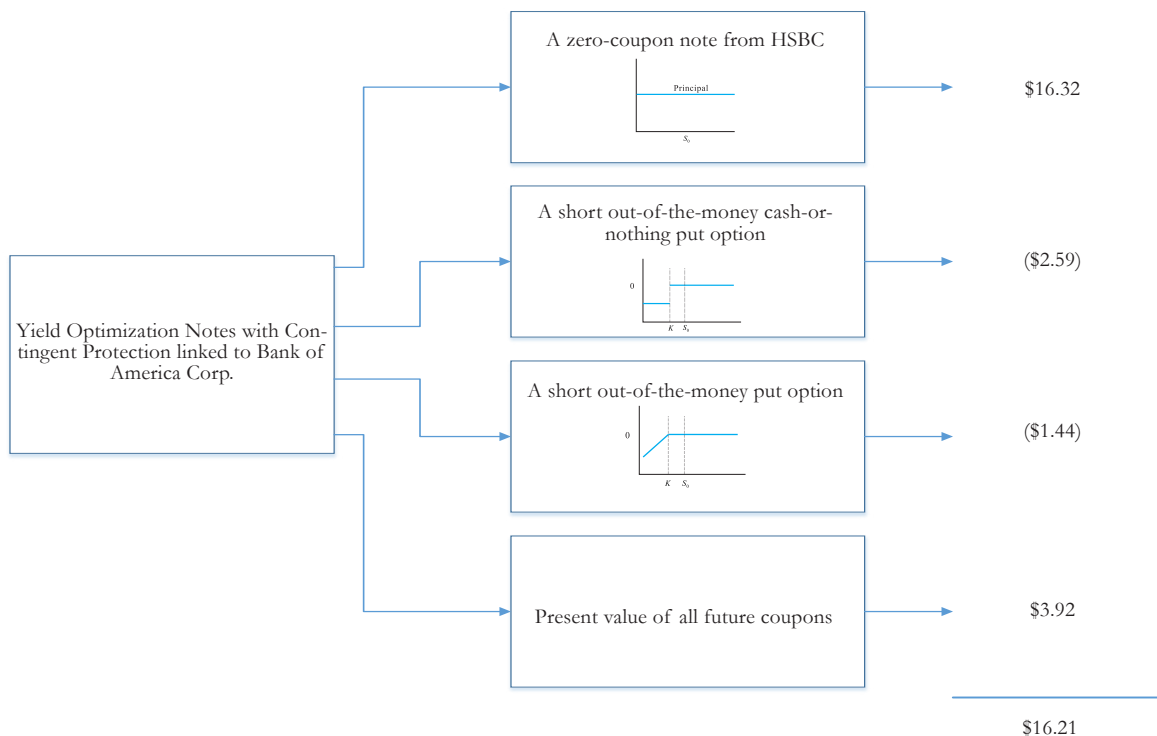 A zero-coupon note from HSBC
Principal
S0
$16.32
A short out-of-the-money cash-or-
nothing put option
0
K S0
($2.59)
Yield Optimization Notes with Con-
tingent Protection linked to Bank of
America Corp.
A short out-of-the-money put option
0
K S0
($1.44)
Present value of all future coupons
$3.92
$16.21